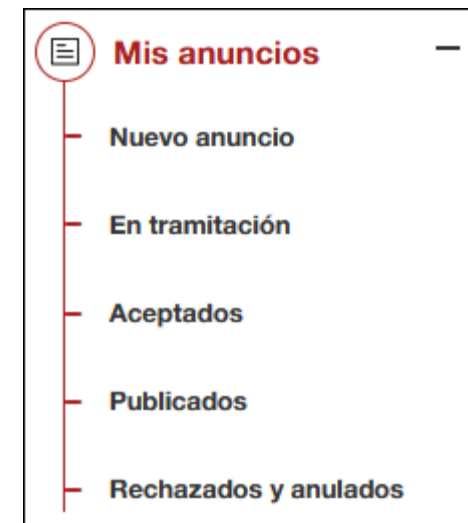 Mis anuncios
Nuevo anuncio
En tramitación
Aceptados
Publicados
Rechazados y anulados